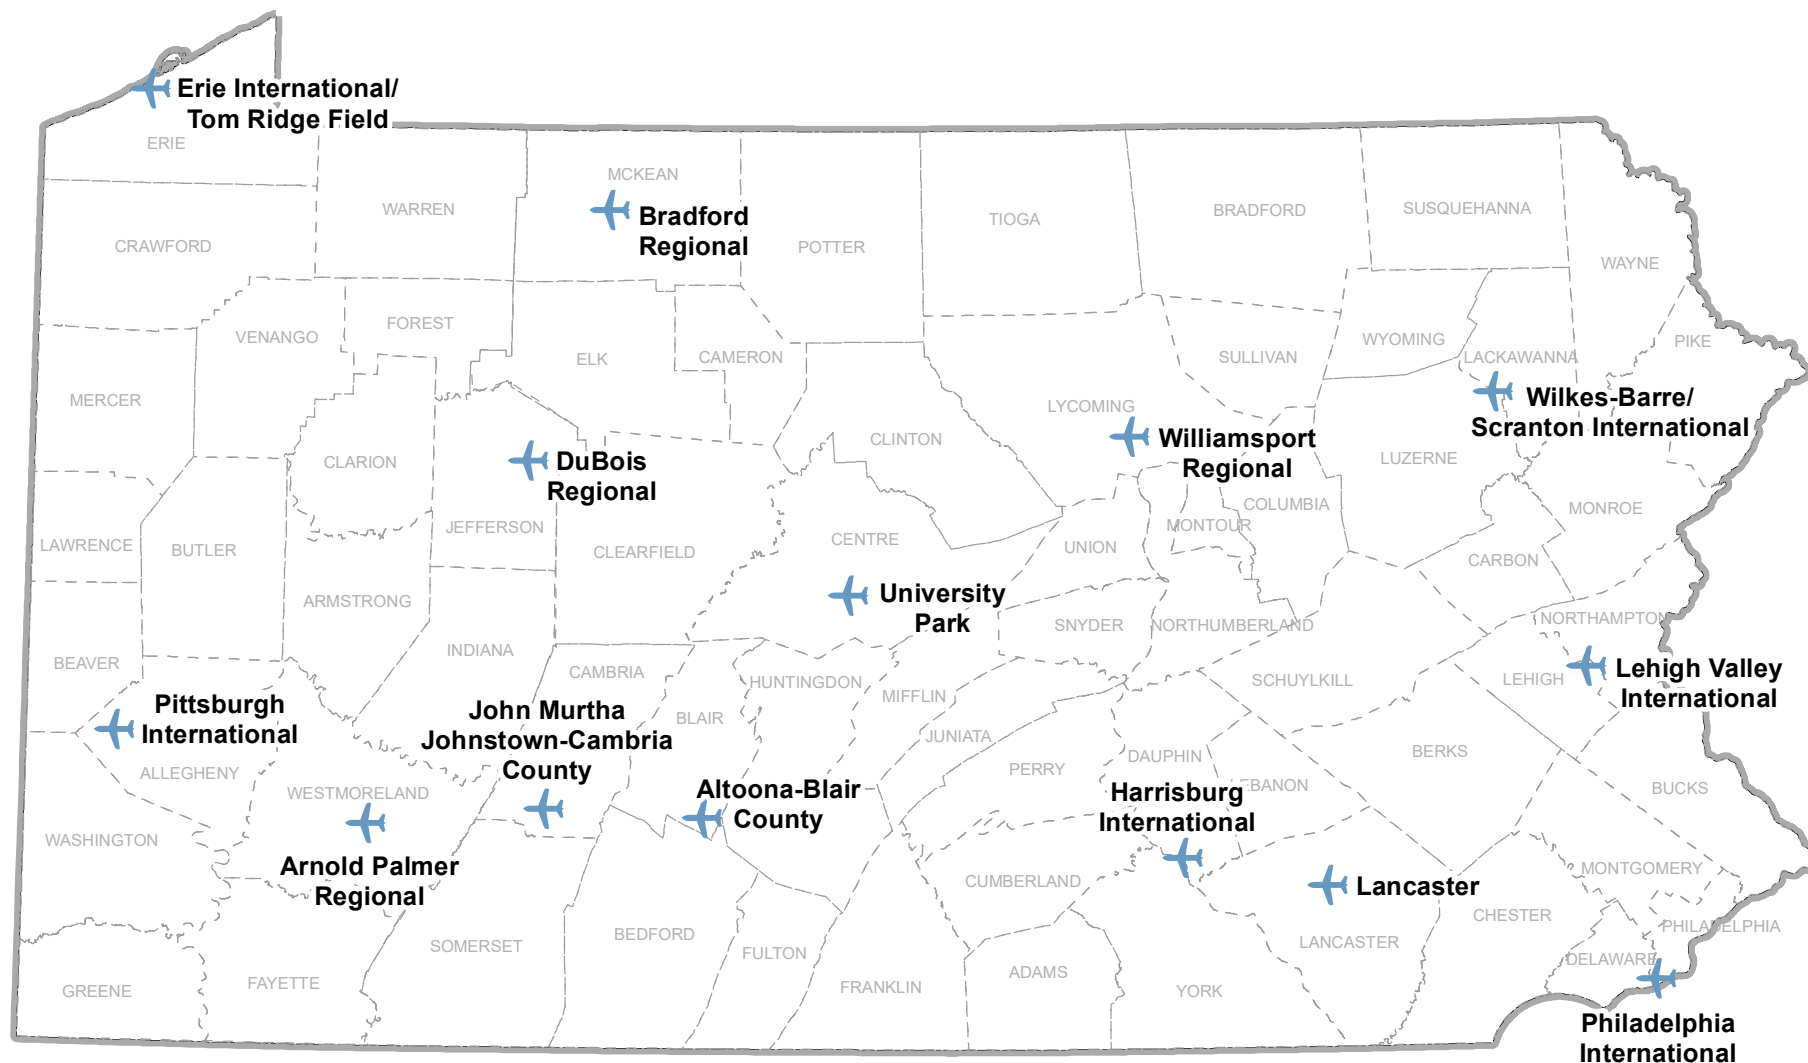 Erie International/
Tom Ridge Field
ERIE
MCKEAN
WARREN
Bradford
Regional
TIOGA
BRADFORD
SUSQUEHANNA
CRAWFORD
POTTER
WAYNE
VENANGO
FOREST
ELK
CAMERON
SULLIVAN
WYOMING
LACKAWANNA
PIKE
MERCER
LYCOMING
Wilkes-Barre/
Scranton International
CLINTON
Williamsport
Regional
CLARION
DuBois
Regional
LUZERNE
COLUMBIA
MONROE
JEFFERSON
MONTOUR
LAWRENCE
BUTLER
CLEARFIELD
CENTRE
UNION
CARBON
ARMSTRONG
University
Park
SNYDER
NORTHUMBERLAND
NORTHAMPTON
BEAVER
INDIANA
CAMBRIA
HUNTINGDON
MIFFLIN
SCHUYLKILL
LEHIGH
Lehigh Valley
International
Pittsburgh
International
John Murtha
Johnstown-Cambria
County
BLAIR
JUNIATA
DAUPHIN
BERKS
ALLEGHENY
PERRY
LEBANON
BUCKS
WESTMORELAND
Altoona-Blair
County
Harrisburg
International
WASHINGTON
Arnold Palmer
Regional
CUMBERLAND
Lancaster
MONTGOMERY
CHESTER
PHILADELPHIA
SOMERSET
BEDFORD
FULTON
LANCASTER
DELAWARE
GREENE
FAYETTE
FRANKLIN
ADAMS
YORK
Philadelphia
International